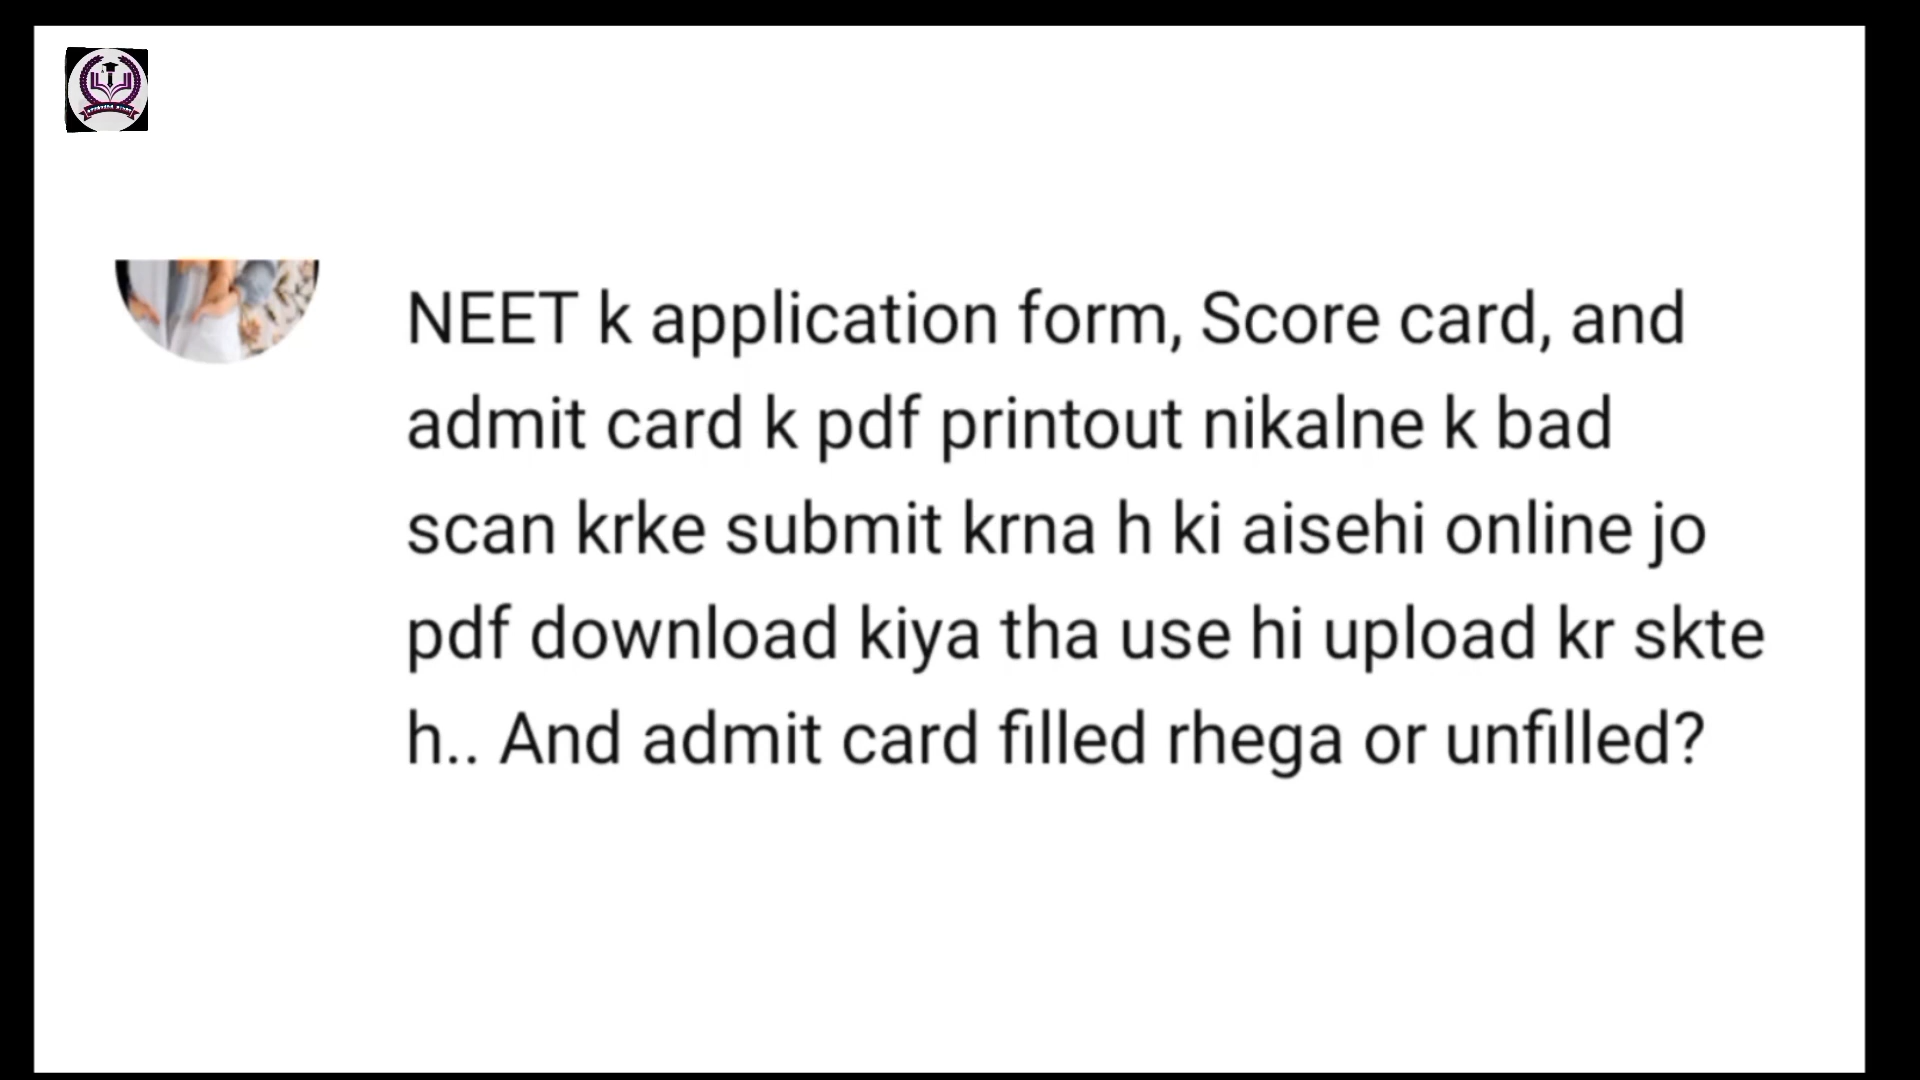 NEET k application form, Score card, and
admit card k pdf printout nikalne k bad
scan krke submit krna h ki aisehi online jo
pdf download kiya tha use hi upload kr skte
h.. And admit card filled rhega or unfilled?